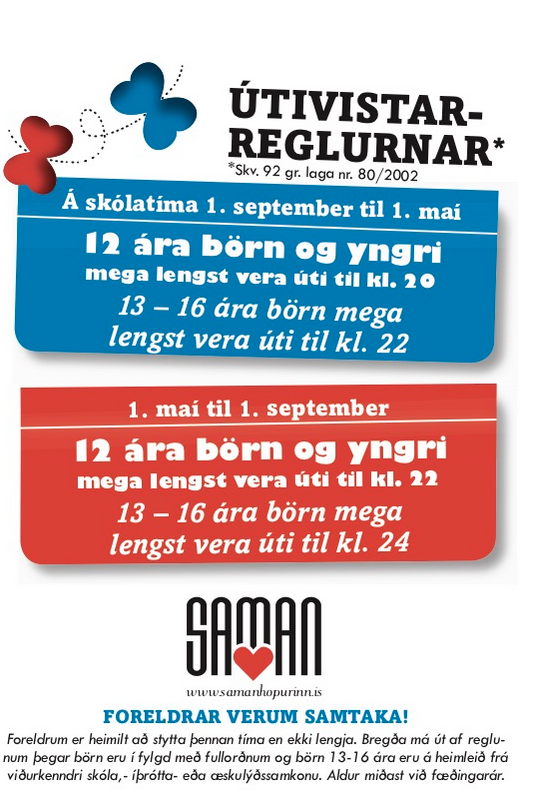 ÚTIVISTAR-
REGLURNAR*
*Skv. 92 gr. laga nr. 80/2002
Á skólatíma 1. september til 1. maí
12 ára börn og yngri
mega lengst vera úti til kl. 20
13 – 16 ára börn mega
lengst vera úti til kl. 22
1. maí til 1. september
12 ára börn og yngri
mega lengst vera úti til kl. 22
13 – 16 ára börn mega
lengst vera úti til kl. 24
SAMAN
www.samanhopurinn.is
FORELDRAR VERUM SAMTAKA!
Foreldrum er heimilt að stytta þennan tíma en ekki lengja. Bregða má út af reglu-
num þegar börn eru í fylgd með fullorðnum og börn 13-16 ára eru á heimleið frá
viðurkenndri skóla,- íþrótta- eða æskulýðssamkonu. Aldur miðast við fæðingarár.